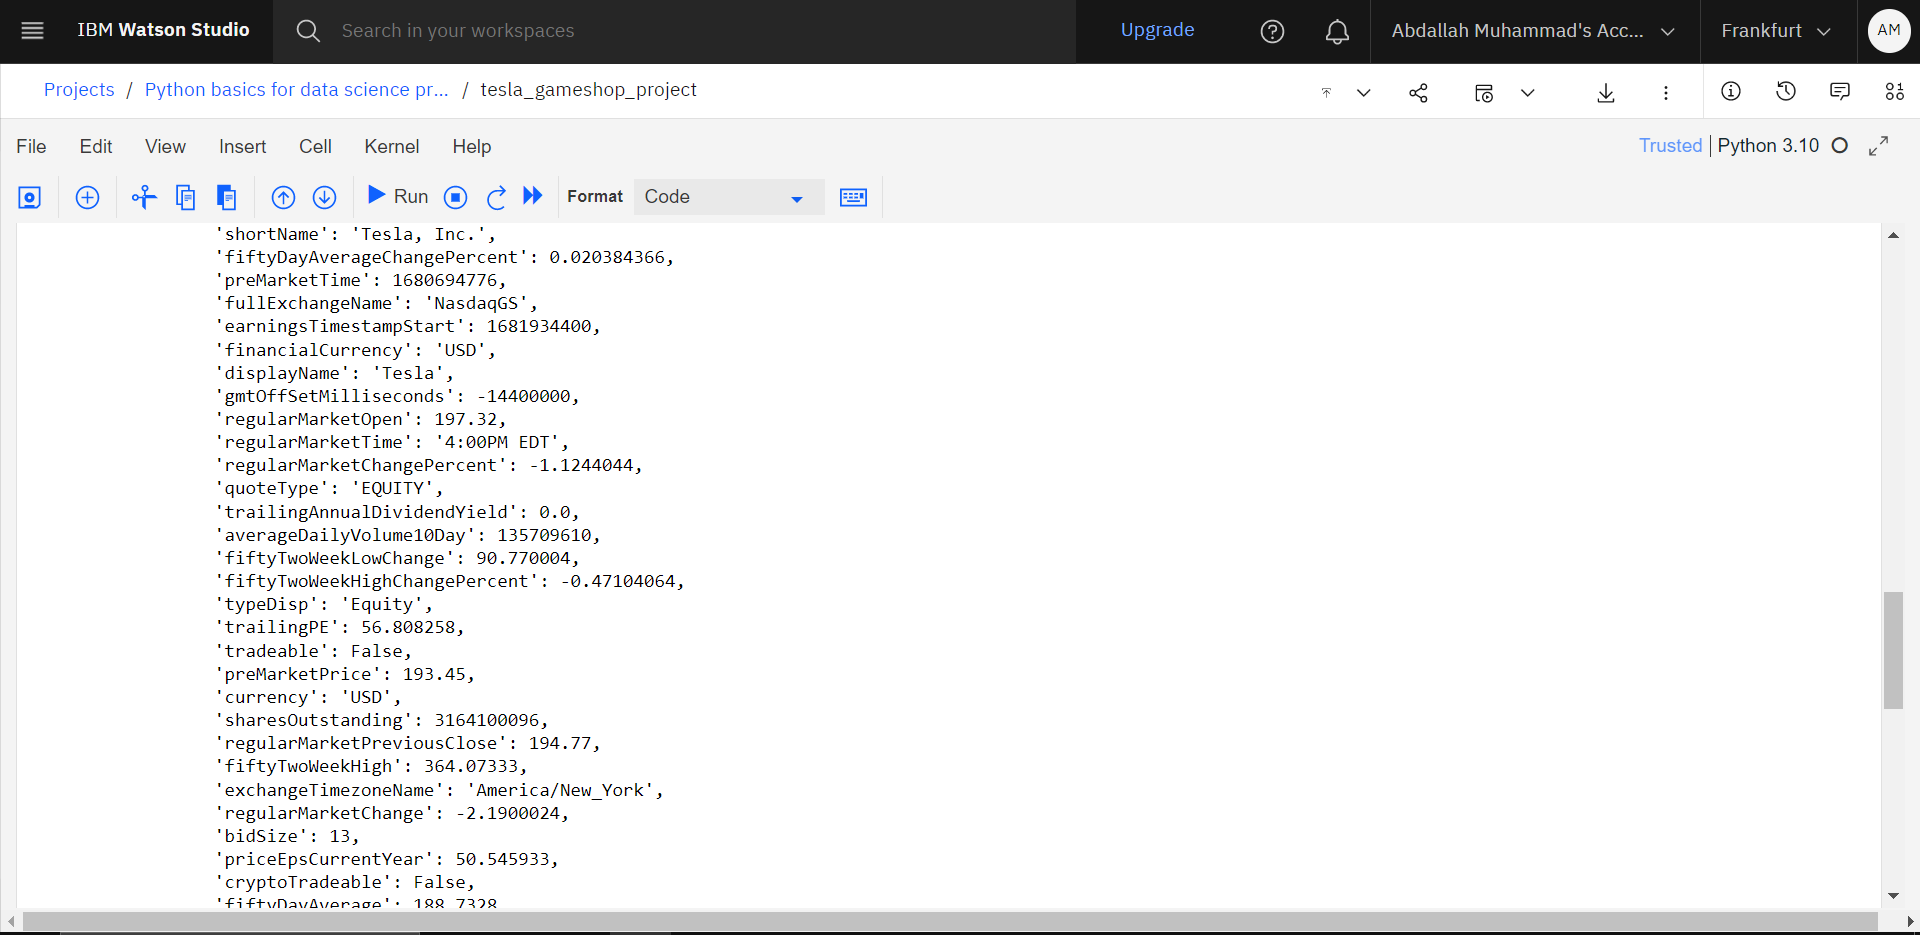 IBM Watson Studio
Search in your workspaces
Upgrade
Abdallah Muhammad's Acc...
Frankfurt
AM
Projects / Python basics for data science pr... / tesla_gameshop_project
File Edit View Insert Cell Kernel Help
Trusted | Python 3.10
Run
Format
Code
'shortName': 'Tesla, Inc.',
'fiftyDayAverageChangePercent': 0.020384366,
'preMarketTime': 1680694776,
'fullExchangeName': 'NasdaqGS',
'earningsTimestampStart': 1681934400,
'financialCurrency': 'USD',
'displayName': 'Tesla',
'gmtOffSetMilliseconds': -14400000,
'regularMarketOpen': 197.32,
'regularMarketTime': '4:00PM EDT',
'regularMarketChangePercent': -1.1244044,
'quoteType': 'EQUITY',
'trailingAnnualDividendYield': 0.0,
'averageDailyVolume10Day': 135709610,
'fiftyTwoWeekLowChange': 90.770004,
'fiftyTwoWeekHighChangePercent': -0.47104064,
'typeDisp': 'Equity',
'trailingPE': 56.808258,
'tradeable': False,
'preMarketPrice': 193.45,
'currency': 'USD',
'sharesOutstanding': 3164100096,
'regularMarketPreviousClose': 194.77,
'fiftyTwoWeekHigh': 364.07333,
'exchangeTimezoneName': 'America/New_York',
'regularMarketChange': -2.1900024,
'bidSize': 13,
'priceEpsCurrentYear': 50.545933,
'cryptoTradeable': False,
'fiftyDayAverage': 188.7328